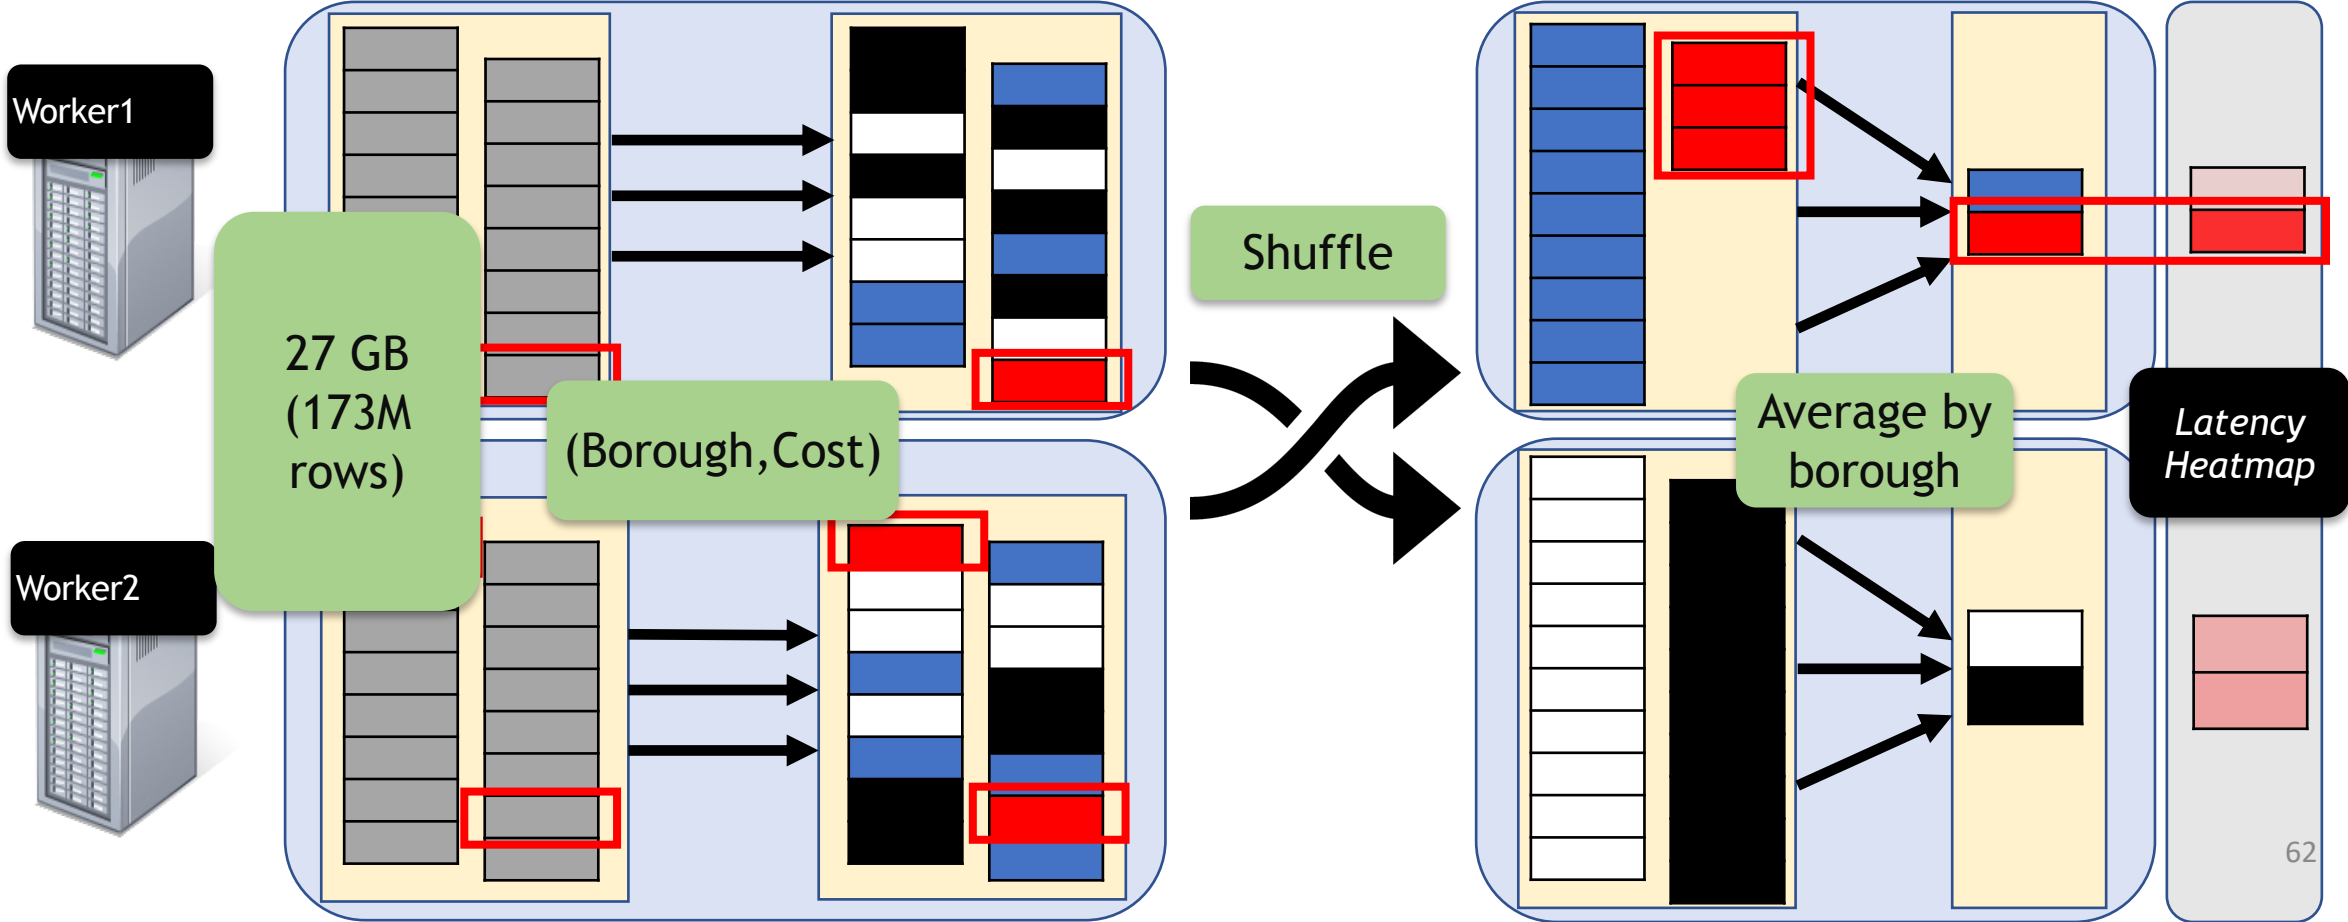 Worker1
Shuffle
27 GB
(173M
rows)
(Borough,Cost)
Average by
borough
Latency
Heatmap
Worker2
62